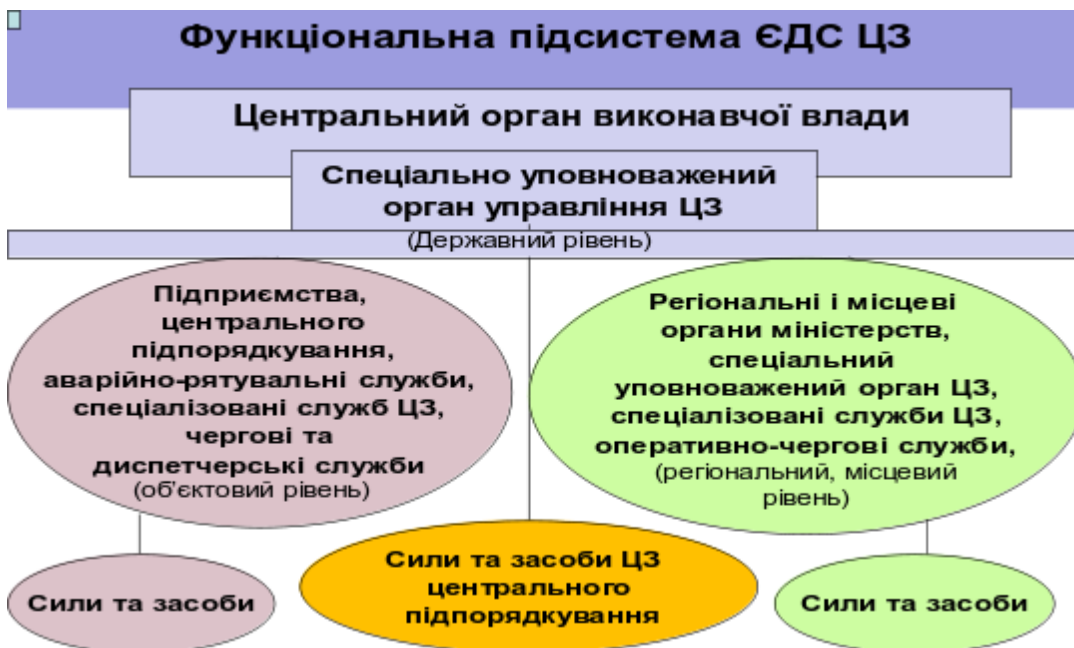 Функціональна підсистема ЄДС ЦЗ
Центральний орган виконавчої влади
Спеціально уповноважений
орган управління ЦЗ
(Державний рівень)
Підприємства,
центрального
підпорядкування,
аварійно-рятувальні служби,
спеціалізовані служб ЦЗ,
чергові та
диспетчерські служби
(об'єктовий рівень)
Регіональні і місцеві
органи міністерств,
спеціальний
уповноважений орган ЦЗ,
спеціалізовані служби ЦЗ,
оперативно-чергові служби,
(регіональний, місцевий
рівень)
Сили та засоби
Сили та засоби ЦЗ
центрального
підпорядкування
Сили та засоби